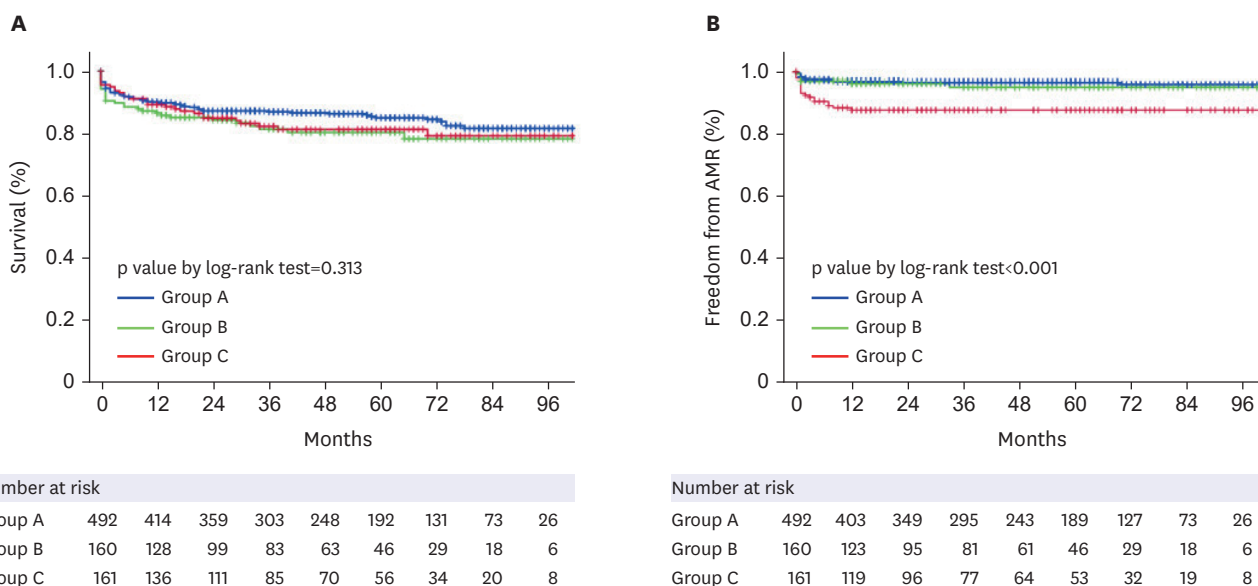 A
1.0
0.8
0.6
0.4
0.2
0
Survival (%)
p value by log-rank test=0.313
Group A
Group B
Group C
0 12 24 36 48 60 72 84 96
Months
mber at risk
oup A 492 414 359 303 248 192 131 73 26
oup B 160 128 99 83 63 46 29 18 6
oup C 161 136 111 85 70 56 34 20 8
B
1.0
0.8
0.6
0.4
0.2
0
Freedom from AMR (%)
p value by log-rank test<0.001
Group A
Group B
Group C
0 12 24 36 48 60 72 84 96
Months
Number at risk
Group A 492 403 349 295 243 189 127 73 26
Group B 160 123 95 81 61 46 29 18 6
Group C 161 119 96 77 64 53 32 19 8